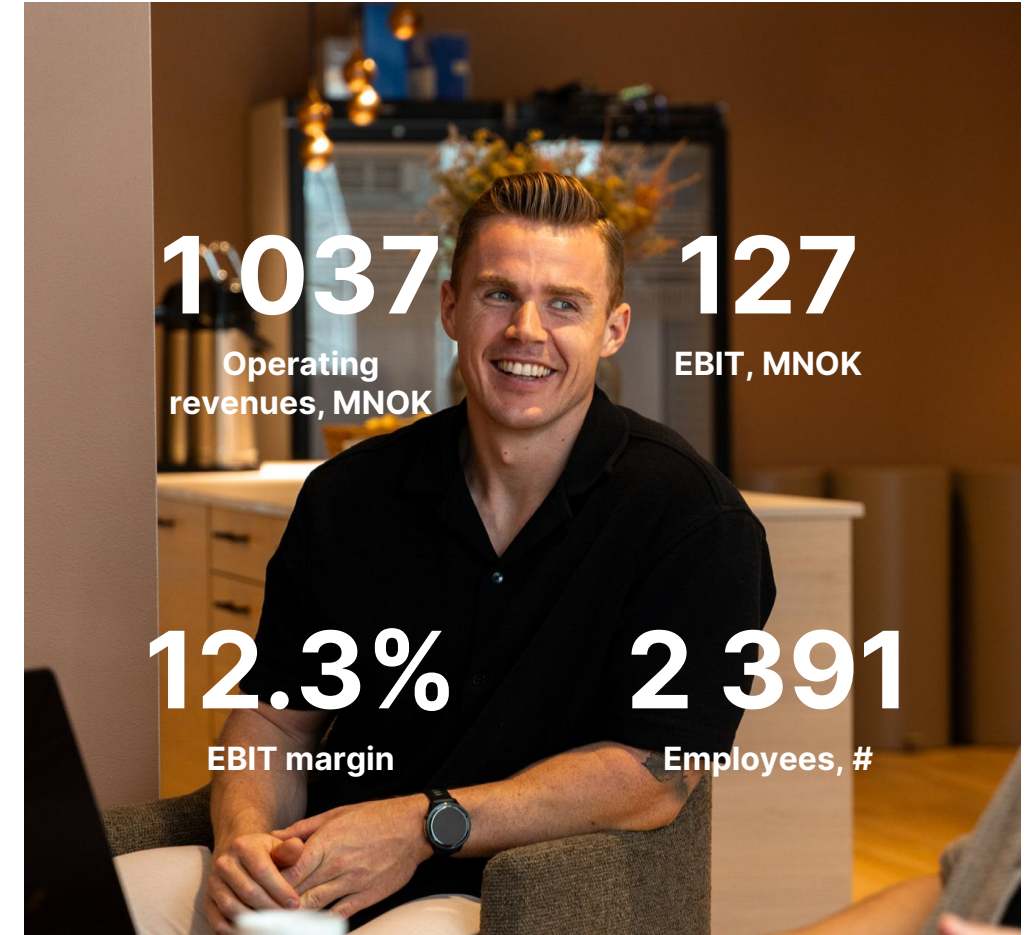 1 037
Operating
revenues, MNOK
127
EBIT, MNOK
12.3%
EBIT margin
2 391
Employees, #